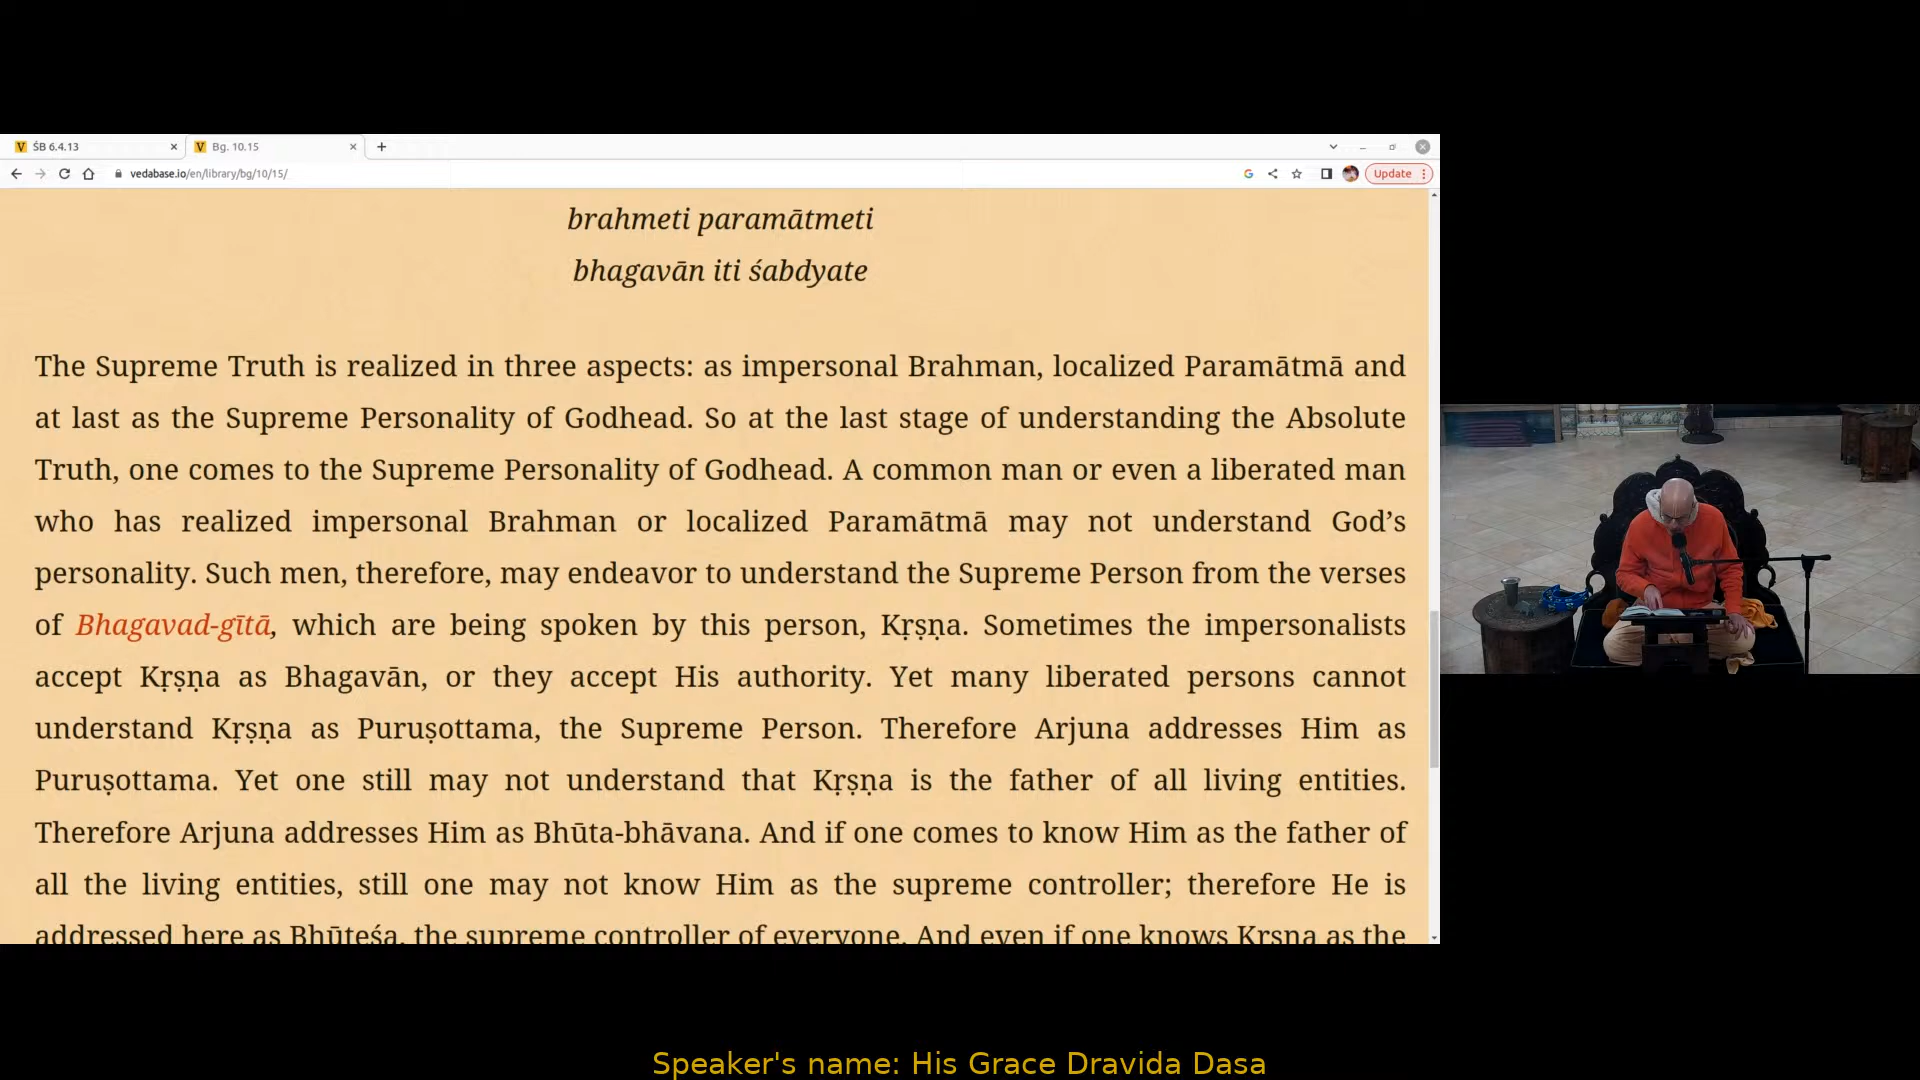 ŚB 6.4.13
Bg. 10.15
vedabase.io/en/library/bg/10/15/
Update
brahmeti paramātmeti
bhagavān iti śabdyate
The Supreme Truth is realized in three aspects: as impersonal Brahman, localized Paramātmā and
at last as the Supreme Personality of Godhead. So at the last stage of understanding the Absolute
Truth, one comes to the Supreme Personality of Godhead. A common man or even a liberated man
who has realized impersonal Brahman or localized Paramātmā may not understand God’s
personality. Such men, therefore, may endeavor to understand the Supreme Person from the verses
of Bhagavad-gītā, which are being spoken by this person, Kṛṣṇa. Sometimes the impersonalists
accept Kṛṣṇa as Bhagavān, or they accept His authority. Yet many liberated persons cannot
understand Kṛṣṇa as Puruṣottama, the Supreme Person. Therefore Arjuna addresses Him as
Puruṣottama. Yet one still may not understand that Kṛṣṇa is the father of all living entities.
Therefore Arjuna addresses Him as Bhūta-bhāvana. And if one comes to know Him as the father of
all the living entities, still one may not know Him as the supreme controller; therefore He is
addressed here as Bhūteśa, the supreme controller of everyone. And even if one knows Kṛṣṇa as the
Speaker's name: His Grace Dravida Dasa